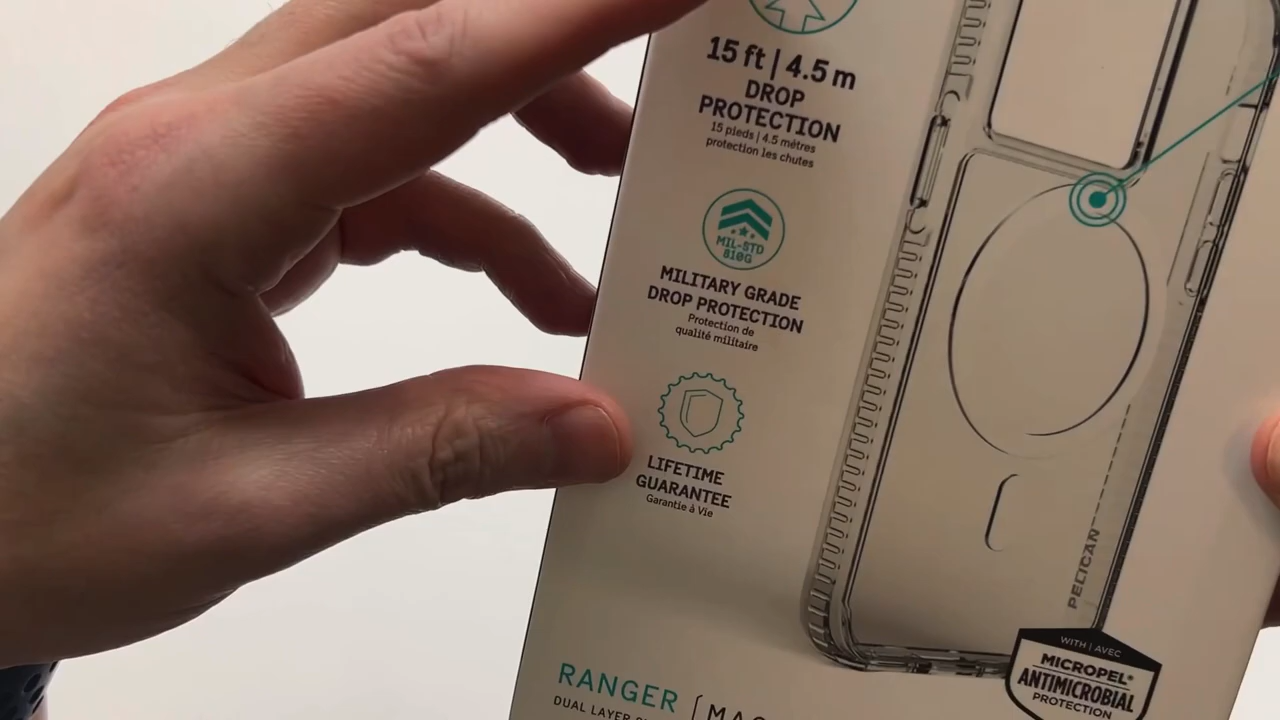 15 ft | 4.5 m
DROP
PROTECTION
15 pieds | 4.5 mètres
protection les chutes
MIL-STD
810G
MILITARY GRADE
DROP PROTECTION
Protection de
qualité militaire
LIFETIME
GUARANTEE
Garantie à Vie
PELICAN
WITH | AVEC
MICROPEL®
ANTIMICROBIAL
PROTECTION
RANGER
DUAL LAYER